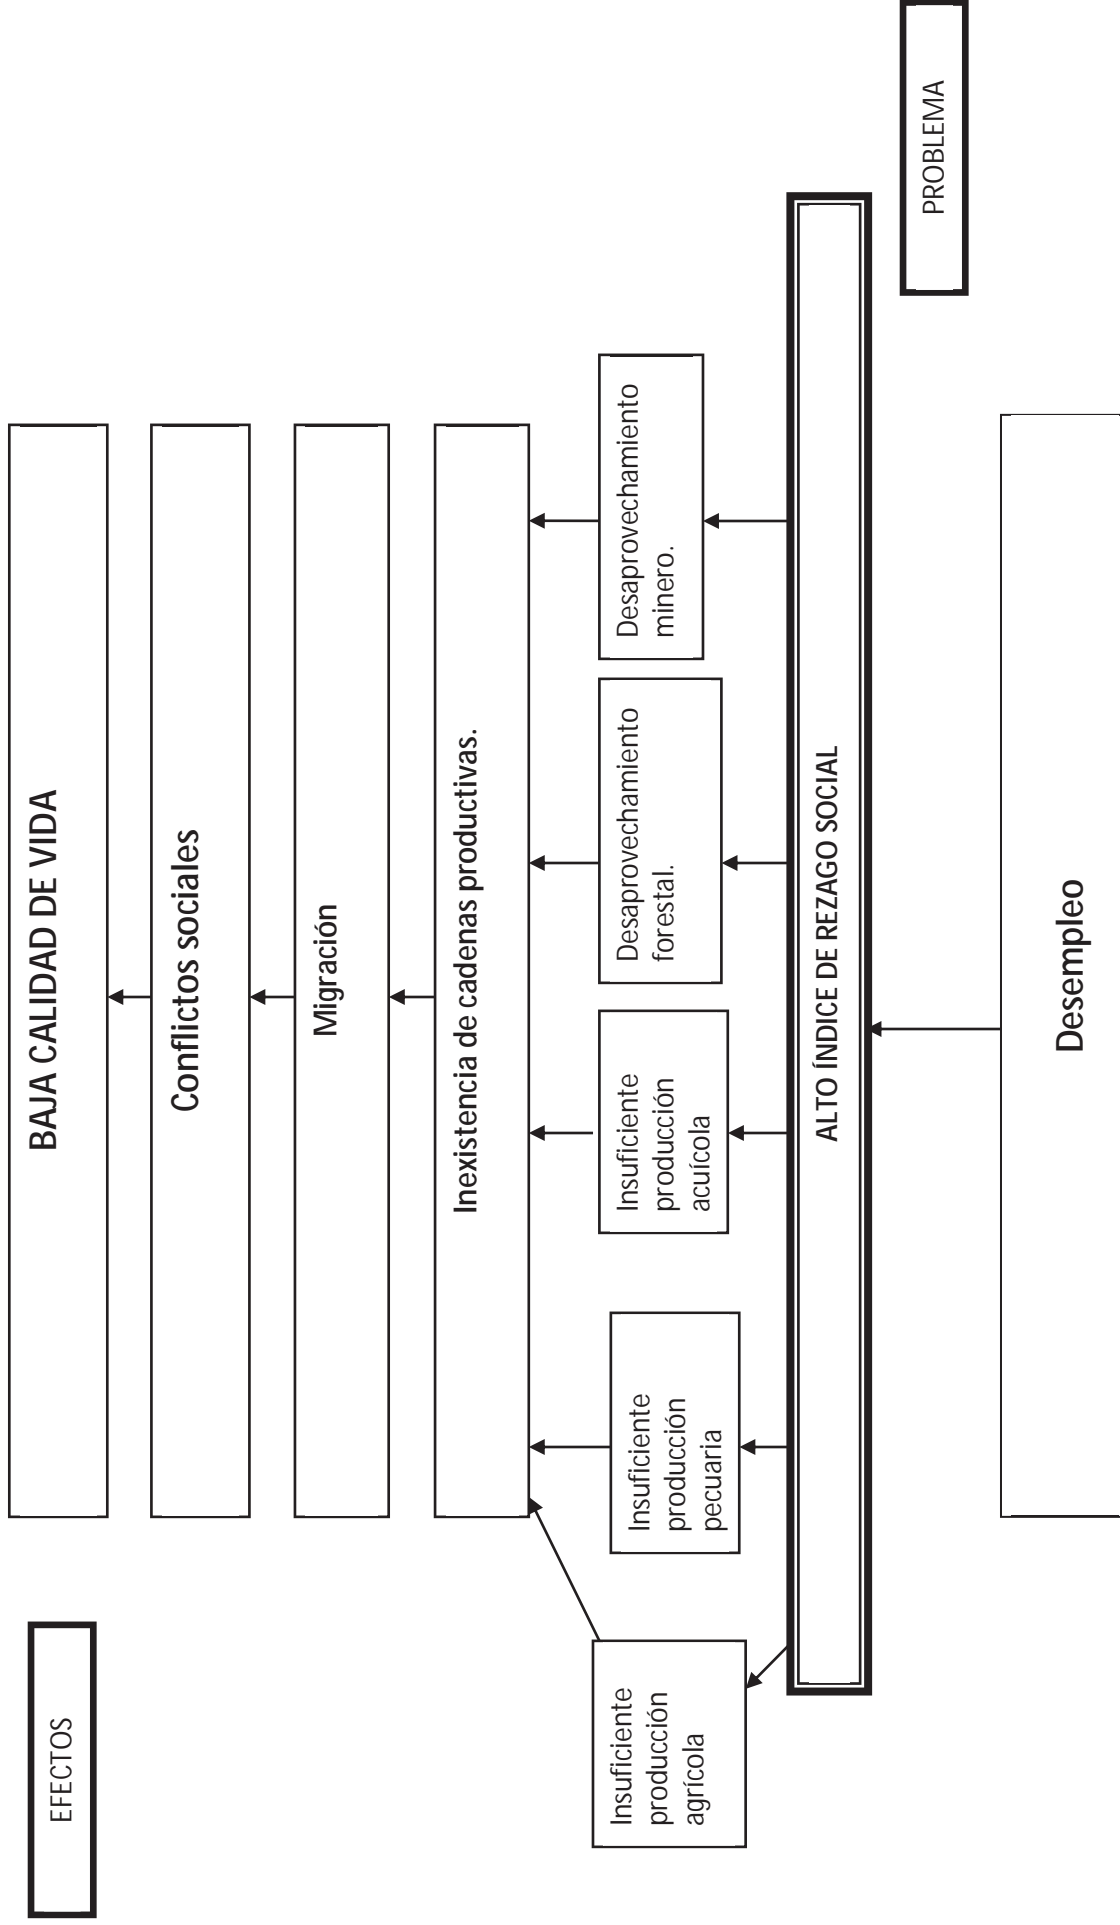 EFECTOS
BAJA CALIDAD DE VIDA
Conflictos sociales
Migración
Inexistencia de cadenas productivas.
Insuficiente
producción
agrícola
Insuficiente
producción
pecuaria
Insuficiente
producción
acuícola
Desaprovechamiento
forestal.
Desaprovechamiento
minero.
ALTO ÍNDICE DE REZAGO SOCIAL
PROBLEMA
Desempleo